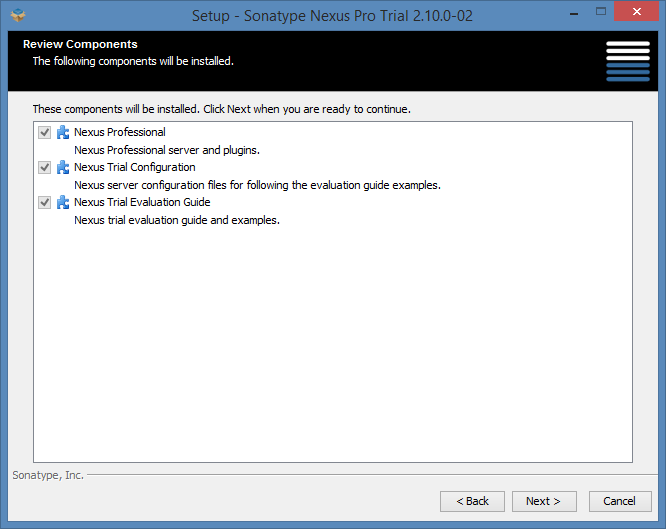 Setup - Sonatype Nexus Pro Trial 2.10.0-02
Review Components
The following components will be installed.
These components will be installed. Click Next when you are ready to continue.
Nexus Professional
Nexus Professional server and plugins.
Nexus Trial Configuration
Nexus server configuration files for following the evaluation guide examples.
Nexus Trial Evaluation Guide
Nexus trial evaluation guide and examples.
Sonatype, Inc.
< Back Next > Cancel